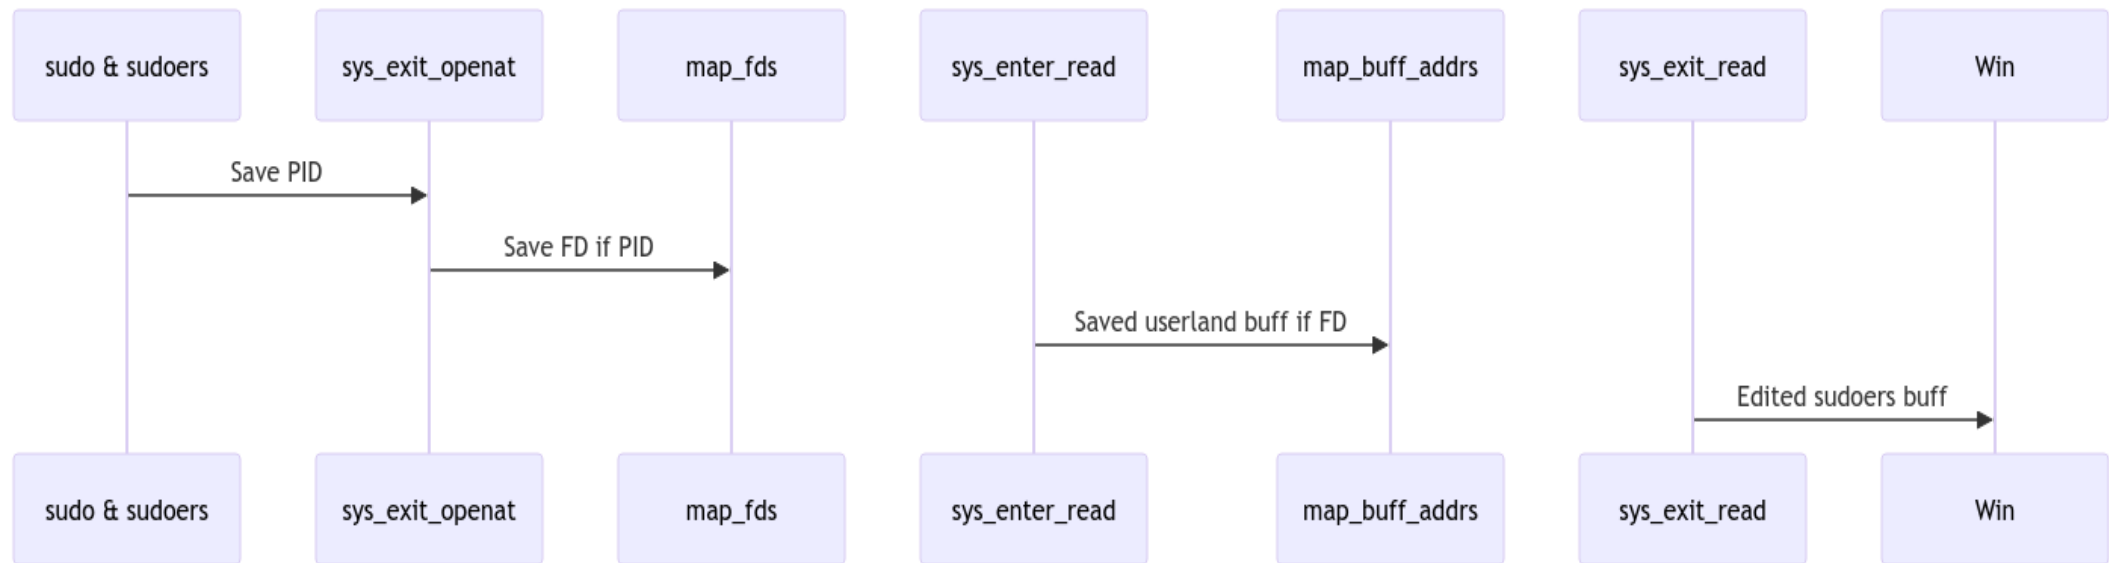 sudo & sudoers
sys_exit_openat
map_fds
sys_enter_read
map_buff_addrs
sys_exit_read
Win
Save PID
Save FD if PID
Saved userland buff if FD
Edited sudoers buff
sudo & sudoers
sys_exit_openat
map_fds
sys_enter_read
map_buff_addrs
sys_exit_read
Win